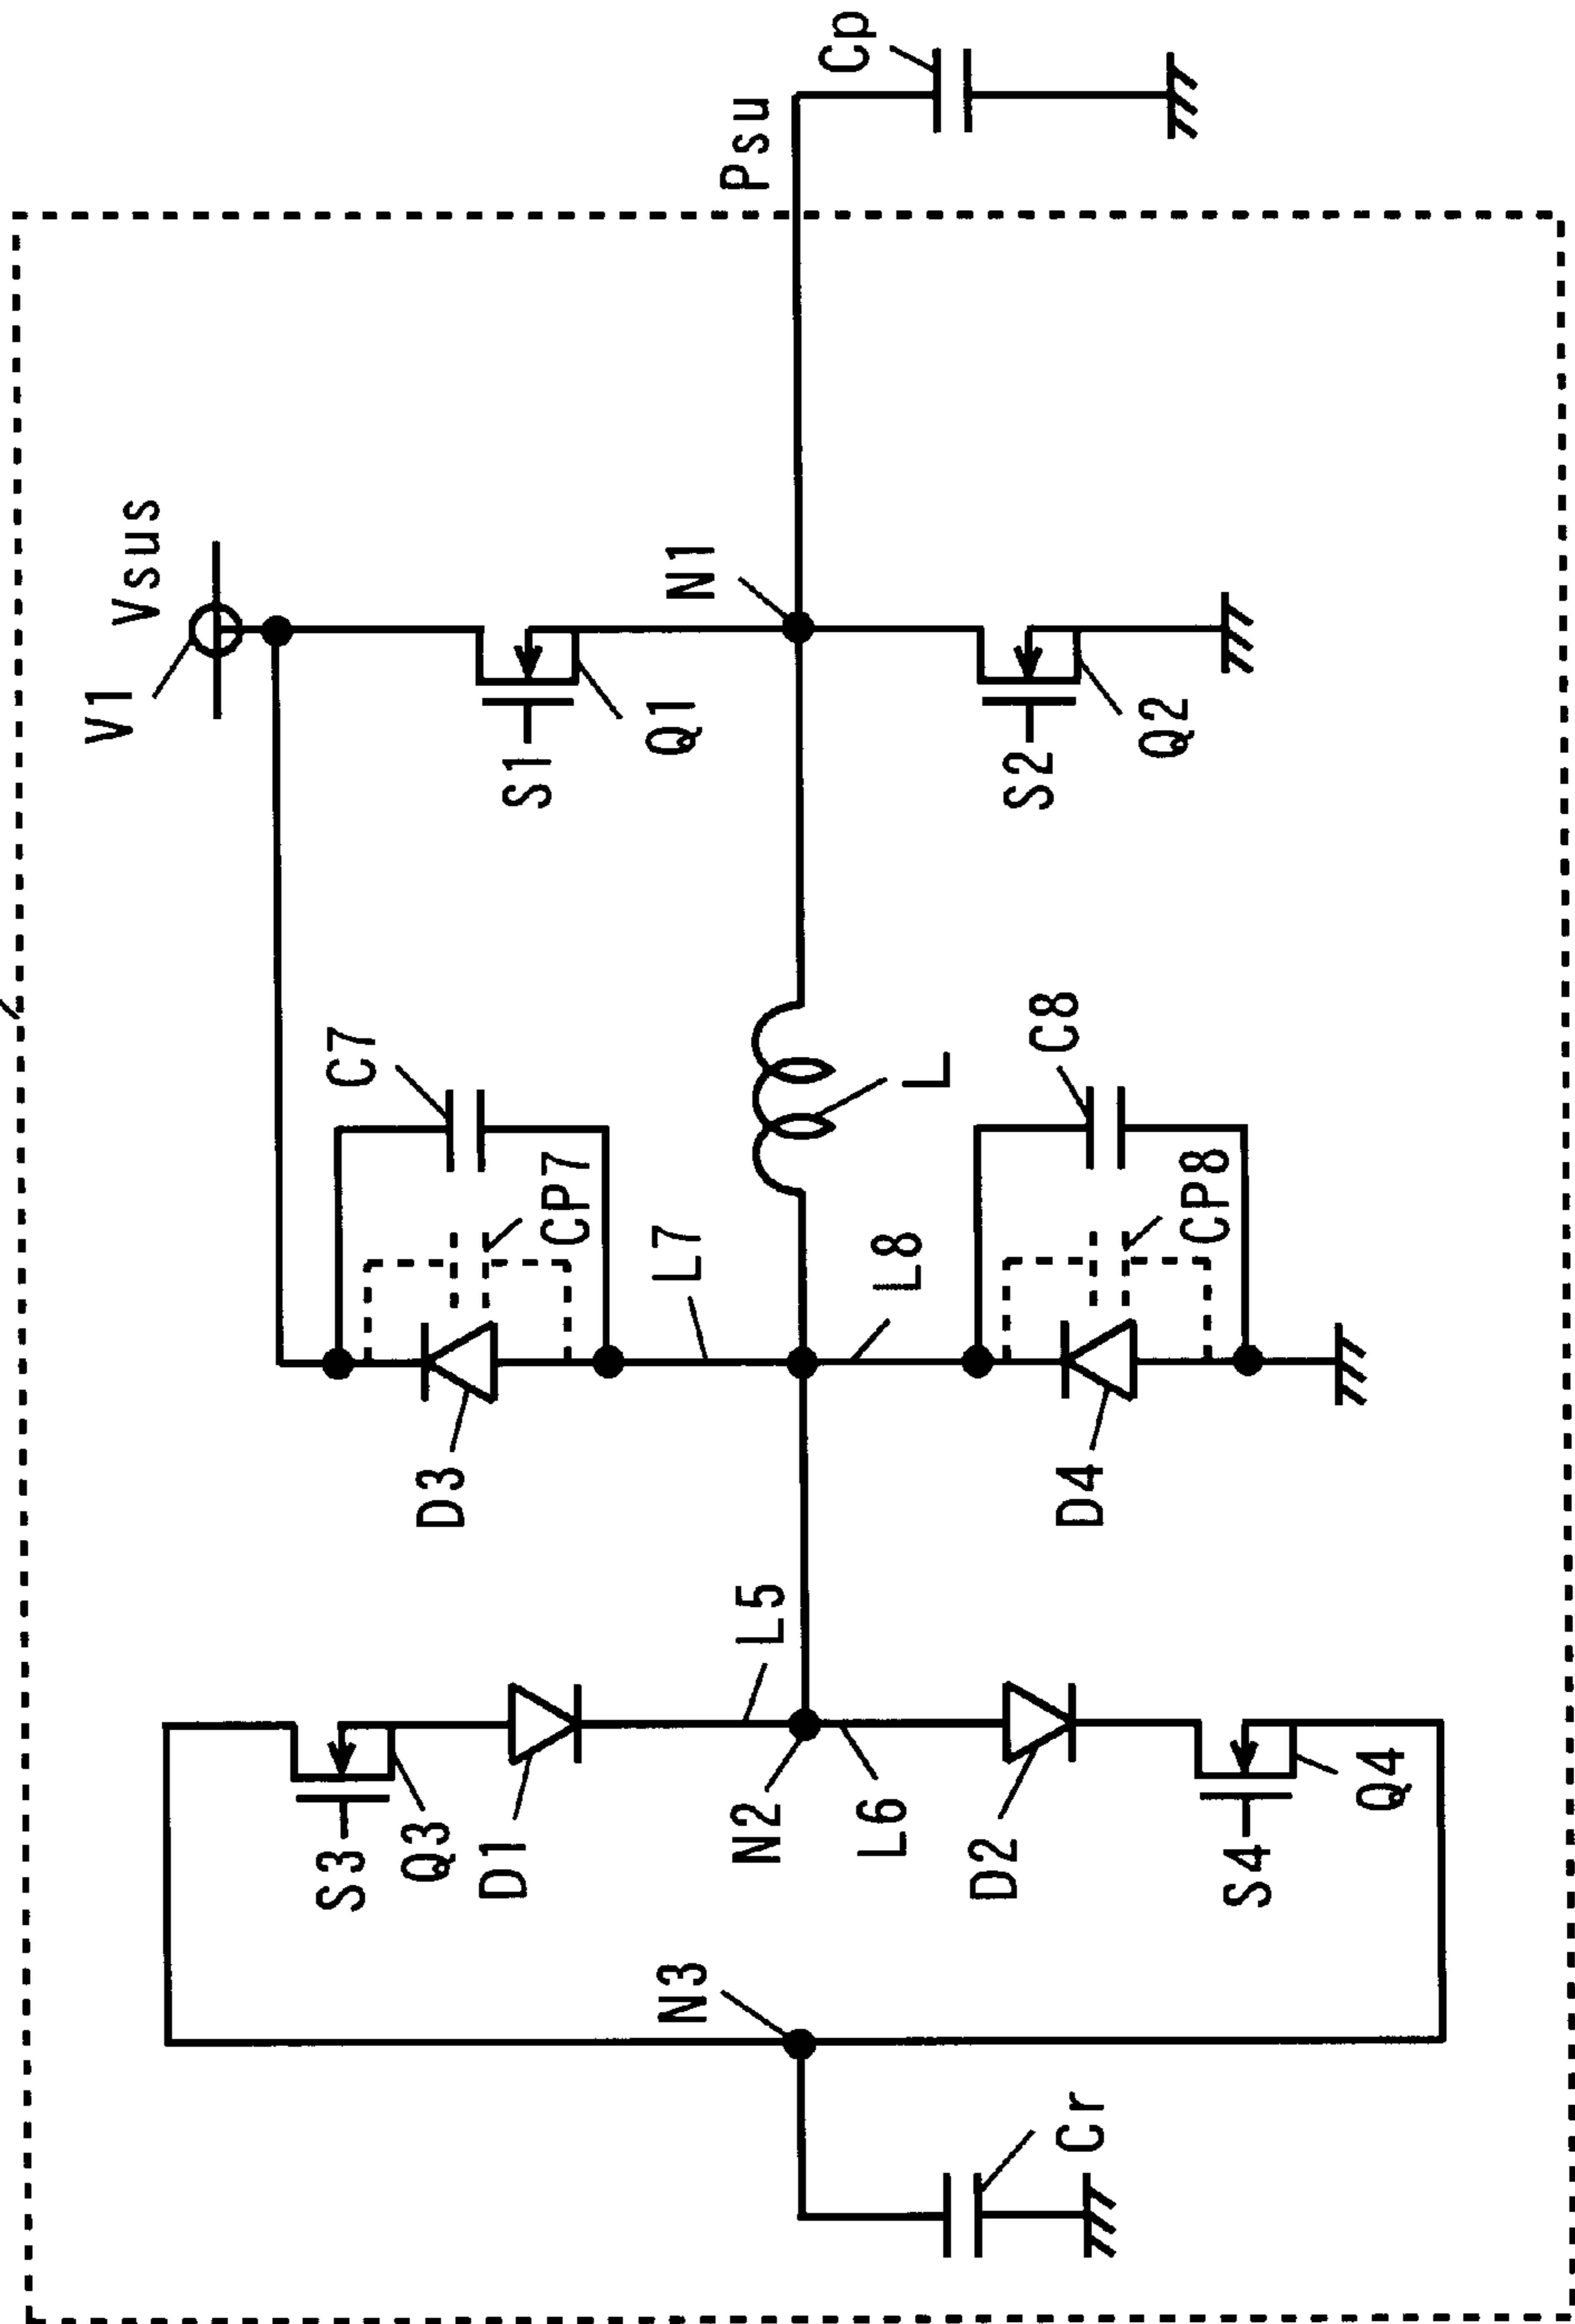 V1
Vsus
Psu
Cp
S1
Q1
N1
S2
Q2
C7
CP7
D3
L7
L
L8
C8
CP8
D4
S3
Q3
D1
L5
N2
L6
D2
S4
Q4
N3
Cr